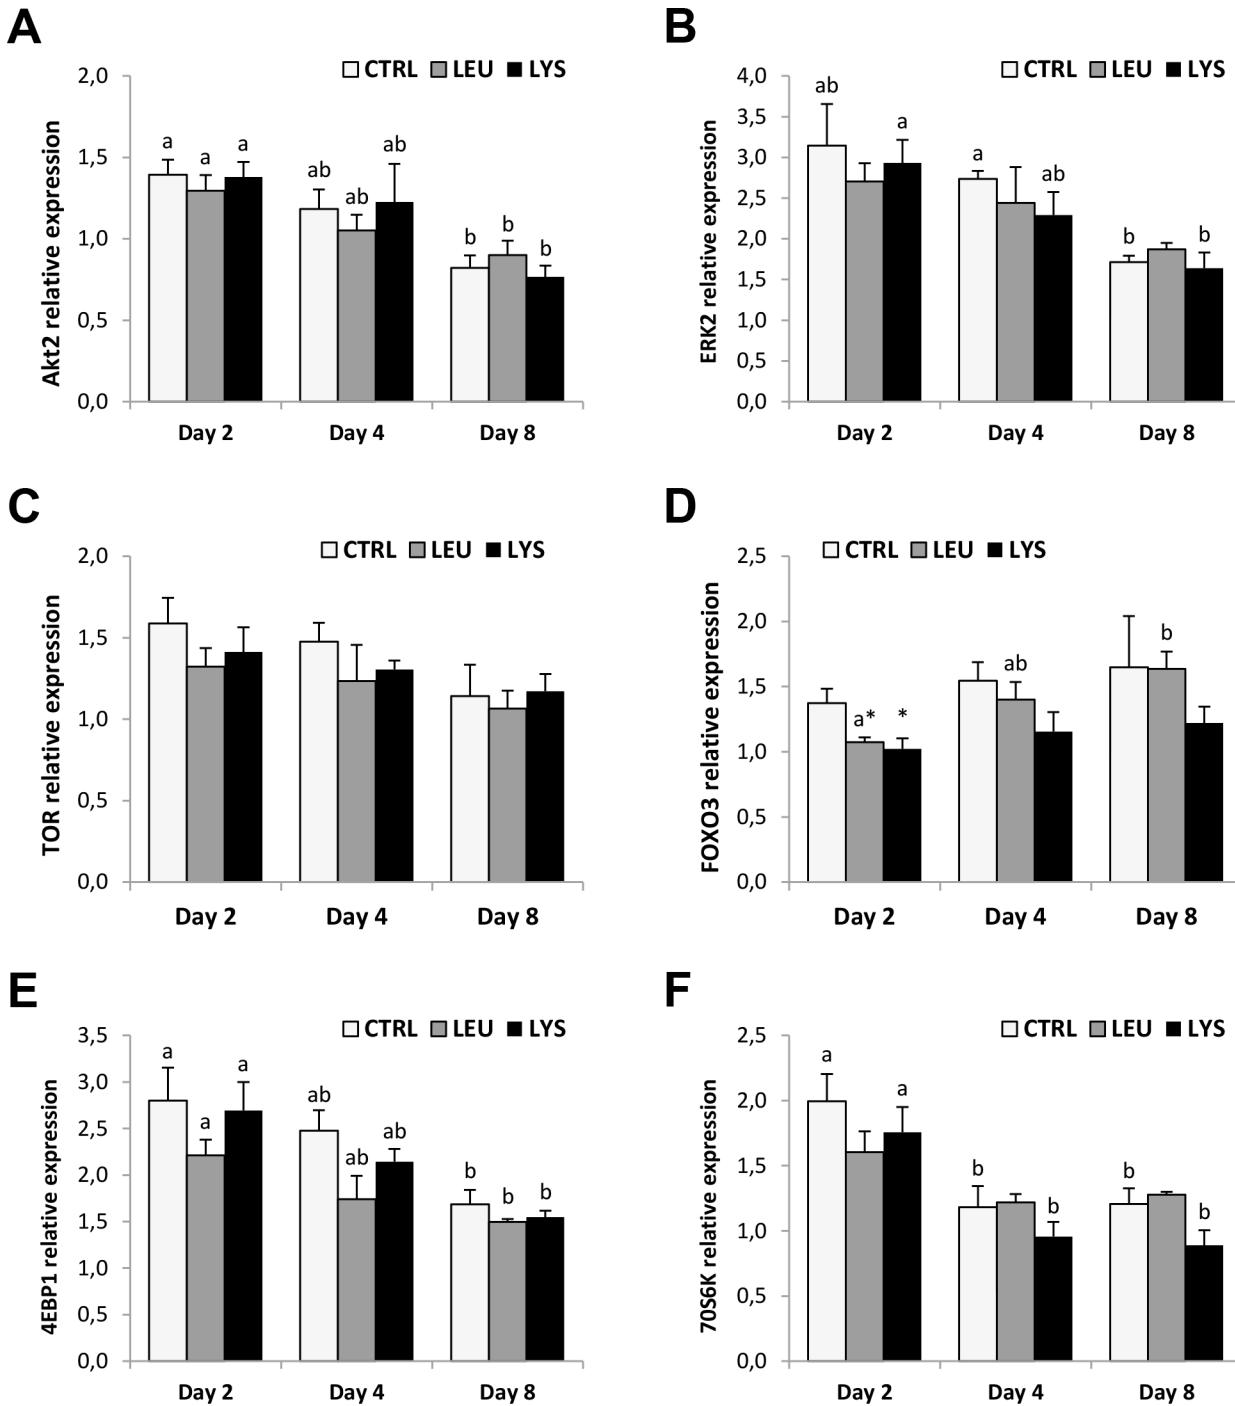 A
CTRL LEU LYS
Akt2 relative expression
2,0
1,5
1,0
0,5
0,0
a a a
ab ab ab
b b b
Day 2 Day 4 Day 8
B
CTRL LEU LYS
ERK2 relative expression
4,0
3,5
3,0
2,5
2,0
1,5
1,0
0,5
0,0
ab a
a ab
b b
Day 2 Day 4 Day 8
C
CTRL LEU LYS
TOR relative expression
2,0
1,5
1,0
0,5
0,0
Day 2 Day 4 Day 8
D
CTRL LEU LYS
FOXO3 relative expression
2,5
2,0
1,5
1,0
0,5
0,0
a* *
ab
b
Day 2 Day 4 Day 8
E
CTRL LEU LYS
4EBP1 relative expression
3,5
3,0
2,5
2,0
1,5
1,0
0,5
0,0
a a a
ab ab ab
b b b
Day 2 Day 4 Day 8
F
CTRL LEU LYS
70S6K relative expression
2,5
2,0
1,5
1,0
0,5
0,0
a a
b b
b b
Day 2 Day 4 Day 8